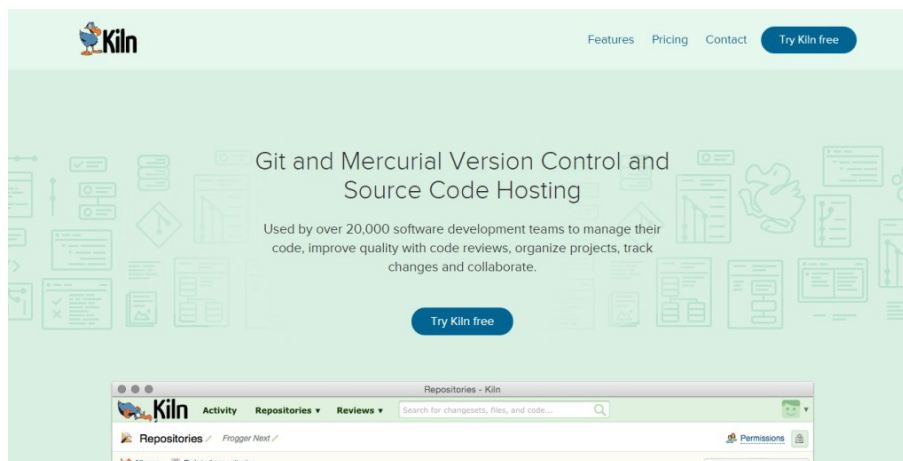 Kiln
Features Pricing Contact Try Kiln free
Git and Mercurial Version Control and
Source Code Hosting
Used by over 20,000 software development teams to manage their
code, improve quality with code reviews, organize projects, track
changes and collaborate.
Try Kiln free
Repositories - Kiln
Kiln Activity Repositories Reviews Search for changesets, files, and code...
Repositories Frogger Next Permissions